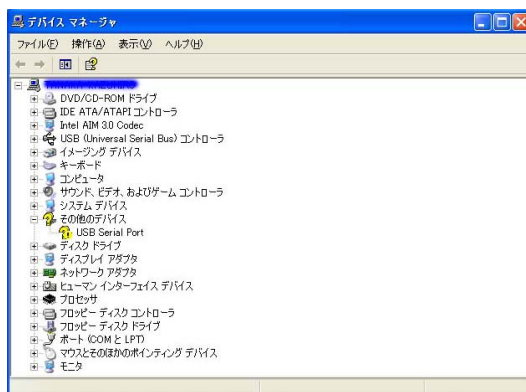 デバイス マネージャ
ファイル(F) 操作(A) 表示(V) ヘルプ(H)
DVD/CD-ROM ドライブ
IDE ATA/ATAPI コントローラ
Intel AIM 3.0 Codec
USB (Universal Serial Bus) コントローラ
イメージング デバイス
キーボード
コンピュータ
サウンド、ビデオ、およびゲーム コントローラ
システム デバイス
その他のデバイス
USB Serial Port
ディスク ドライブ
ディスプレイ アダプタ
ネットワーク アダプタ
ヒューマン インターフェイス デバイス
プロセッサ
フロッピー ディスク コントローラ
フロッピー ディスク ドライブ
ポート (COM と LPT)
マウスとそのほかのポインティング デバイス
モニタ